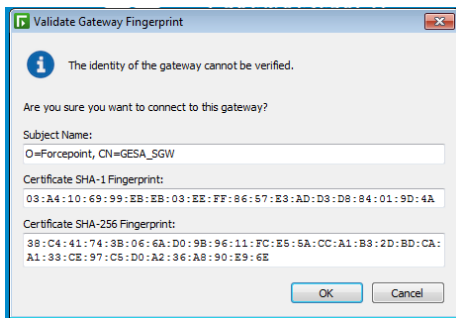 Validate Gateway Fingerprint
The identity of the gateway cannot be verified.
Are you sure you want to connect to this gateway?
Subject Name:
O=Forcepoint, CN=GESA_SGW
Certificate SHA-1 Fingerprint:
03:A4:10:69:99:EB:EB:03:EE:FF:86:57:E3:AD:D3:D8:84:01:9D:4A
Certificate SHA-256 Fingerprint:
38:C4:41:74:3B:06:6A:D0:9B:96:11:FC:E5:5A:CC:A1:B3:2D:BD:CA:
A1:33:CE:97:C5:D0:A2:36:A8:90:E9:6E
OK Cancel